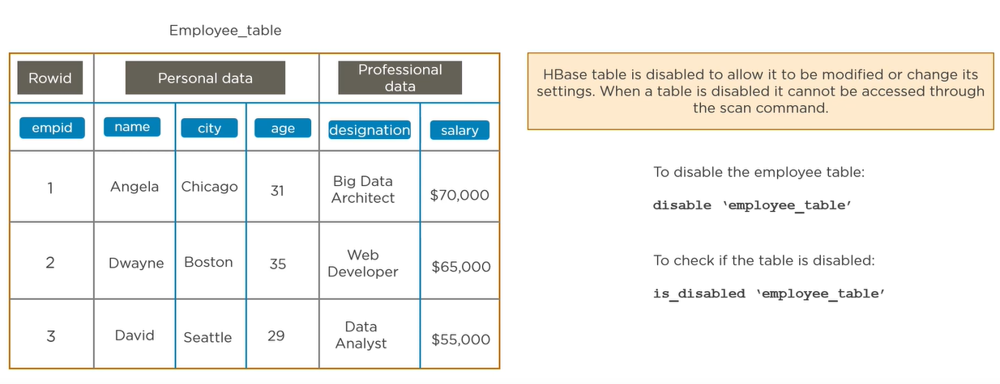 Employee_table
Rowid
Personal data
Professional
data
empid
name
city
age
designation
salary
1
Angela
Chicago
31
Big Data
Architect
$70,000
2
Dwayne
Boston
35
Web
Developer
$65,000
3
David
Seattle
29
Data
Analyst
$55,000
HBase table is disabled to allow it to be modified or change its
settings. When a table is disabled it cannot be accessed through
the scan command.
To disable the employee table:
disable ‘employee_table’
To check if the table is disabled:
is_disabled ‘employee_table’